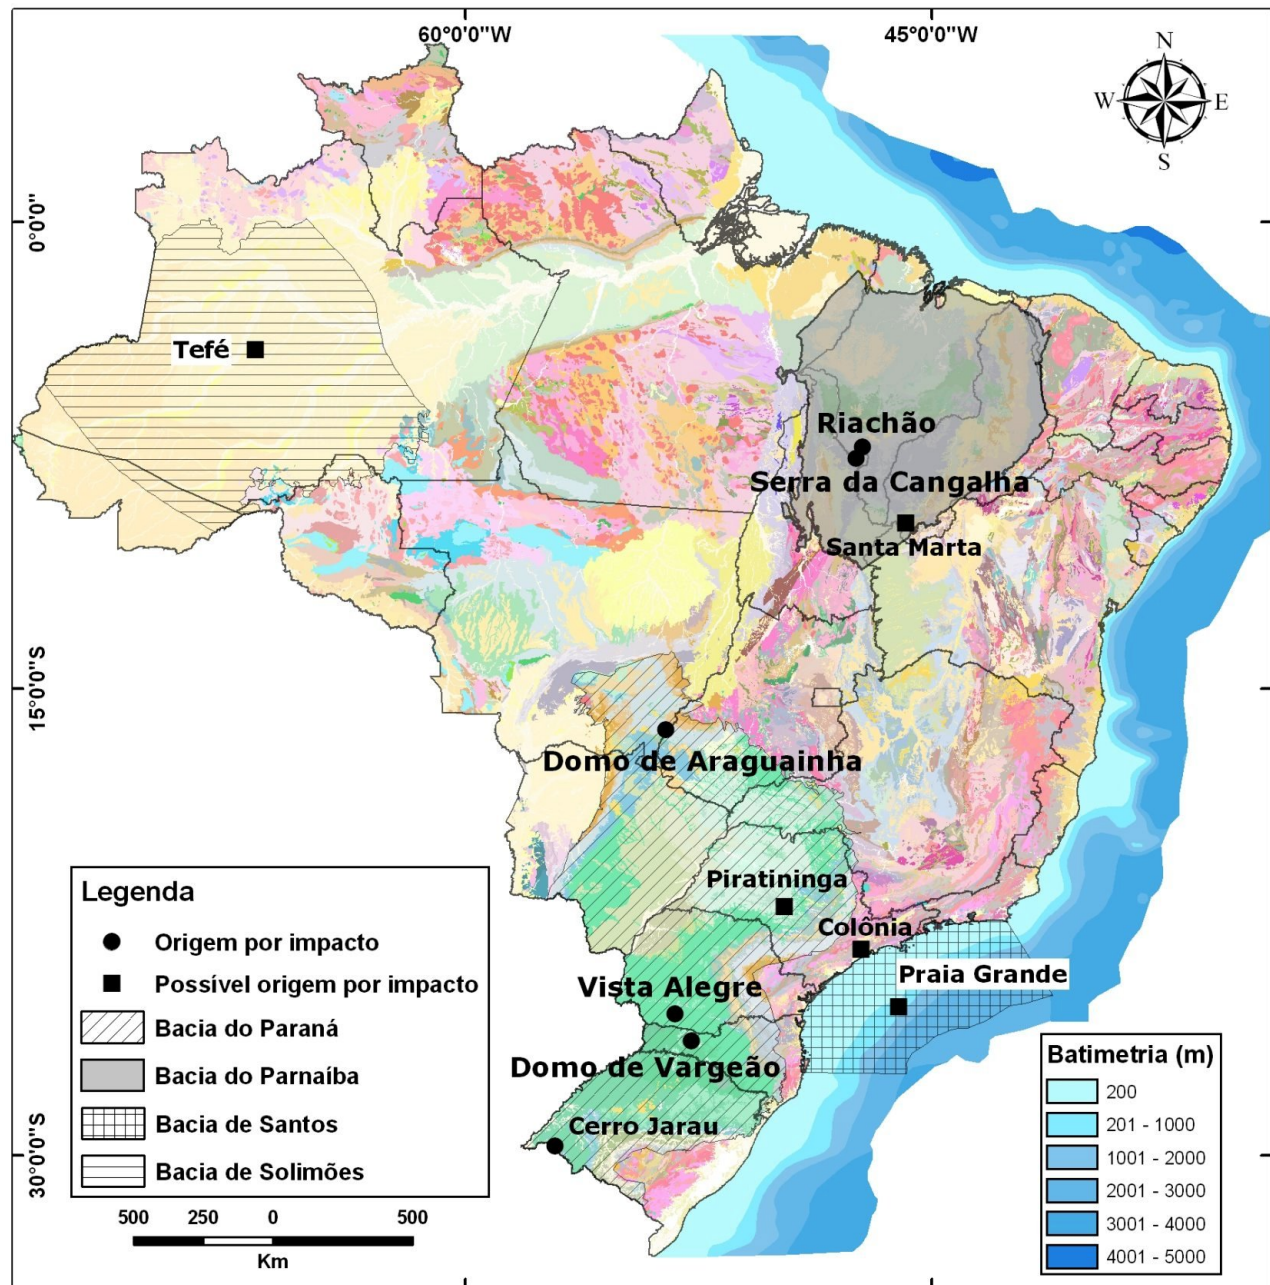 60°0'0"W
45°0'0"W
N
W
E
S
0°0'0"
15°0'0"S
30°0'0"S
Tefé
Riachão
Serra da Cangalha
Santa Marta
Domo de Araguainha
Piratininga
Colônia
Praia Grande
Vista Alegre
Domo de Vargeão
Cerro Jarau
Legenda
Origem por impacto
Possível origem por impacto
Bacia do Paraná
Bacia do Parnaíba
Bacia de Santos
Bacia de Solimões
500 250 0 500
Km
Batimetria (m)
200
201 - 1000
1001 - 2000
2001 - 3000
3001 - 4000
4001 - 5000